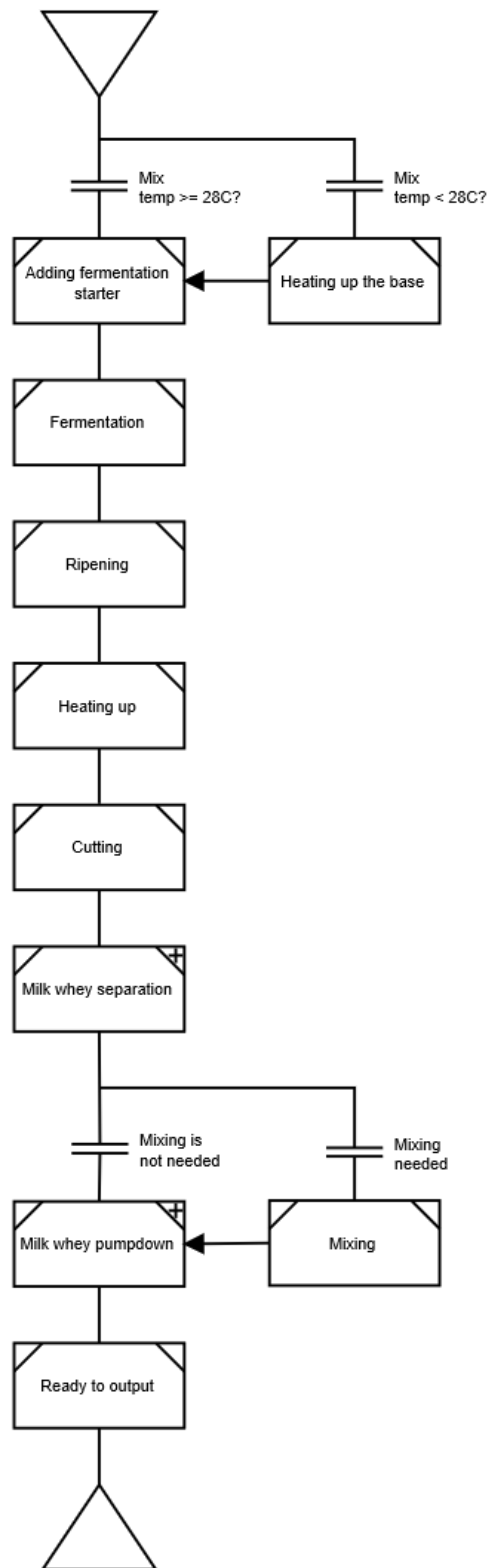 Mix
temp >= 28C?
Mix
temp < 28C?
Adding fermentation
starter
Heating up the base
Fermentation
Ripening
Heating up
Cutting
Milk whey separation
Mixing is
not needed
Mixing
needed
Milk whey pumpdown
Mixing
Ready to output